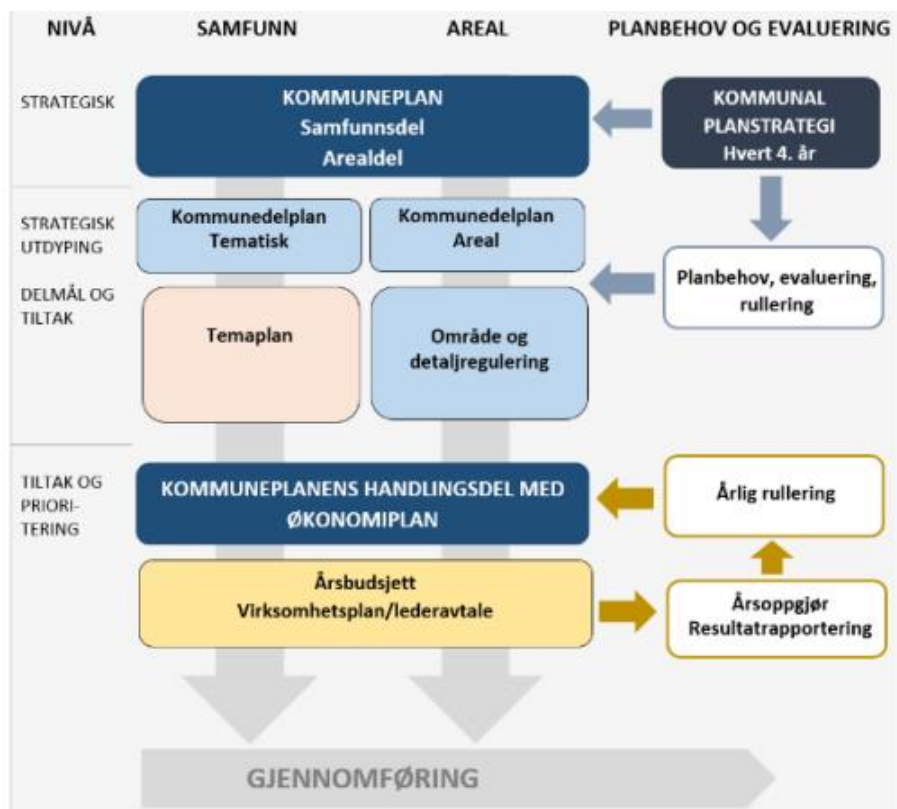 NIVÅ
SAMFUNN
AREAL
PLANBEHOV OG EVALUERING
STRATEGISK
KOMMUNEPLAN
Samfunnsdel
Arealdel
KOMMUNAL
PLANSTRATEGI
Hvert 4. år
STRATEGISK
UTDYPING
Kommunedelplan
Tematisk
Kommunedelplan
Areal
Planbehov, evaluering,
rullering
DELMÅL OG
TILTAK
Temaplan
Område og
detaljregulering
TILTAK OG
PRIORI-
TERING
KOMMUNEPLANENS HANDLINGSDEL MED
ØKONOMIPLAN
Årlig rullering
Årsbudsjett
Virksomhetsplan/lederavtale
Årsoppgjør
Resultatrapportering
GJENNOMFØRING